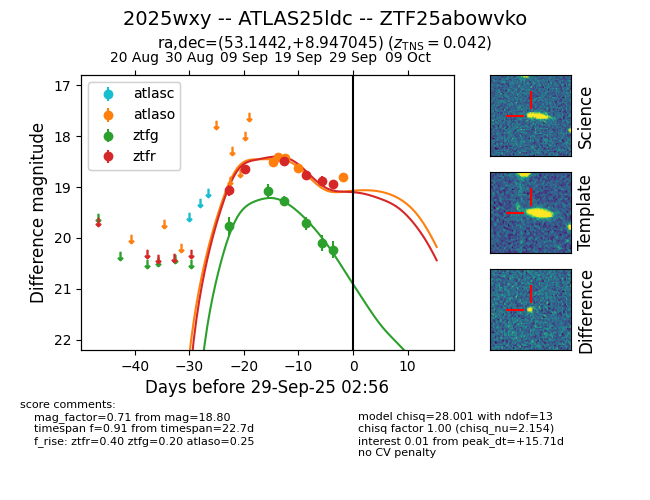 2025wxy -- ATLAS25ldc -- ZTF25abowvko
ra,dec=(53.1442,+8.947045) (z_TNS = 0.042)
20 Aug 30 Aug 09 Sep 19 Sep 29 Sep 09 Oct
17
18
19
20
21
22
Difference magnitude
atlasc
atlaso
ztfg
ztfr
−40 −30 −20 −10 0 10
Days before 29-Sep-25 02:56
Science
Template
Difference
score comments:
mag_factor=0.71 from mag=18.80
timespan f=0.91 from timespan=22.7d
f_rise: ztfr=0.40 ztfg=0.20 atlaso=0.25
model chisq=28.001 with ndof=13
chisq factor 1.00 (chisq_nu=2.154)
interest 0.01 from peak_dt=+15.71d
no CV penalty